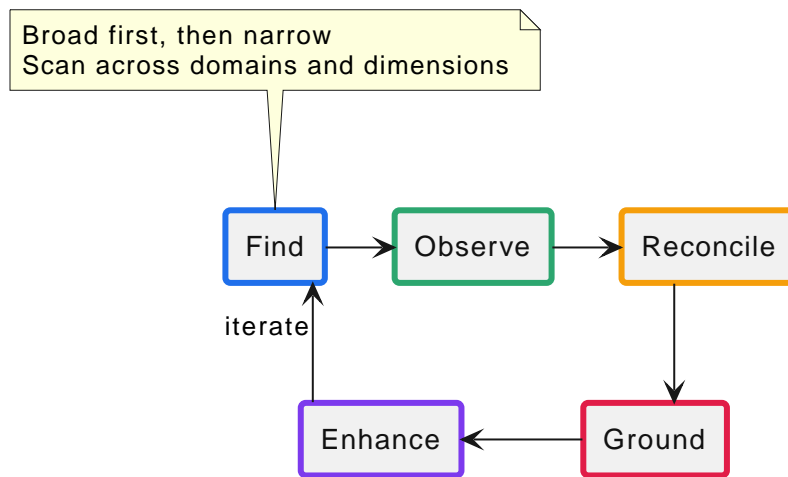 Broad first, then narrow
Scan across domains and dimensions
Find
Observe
Reconcile
iterate
Enhance
Ground